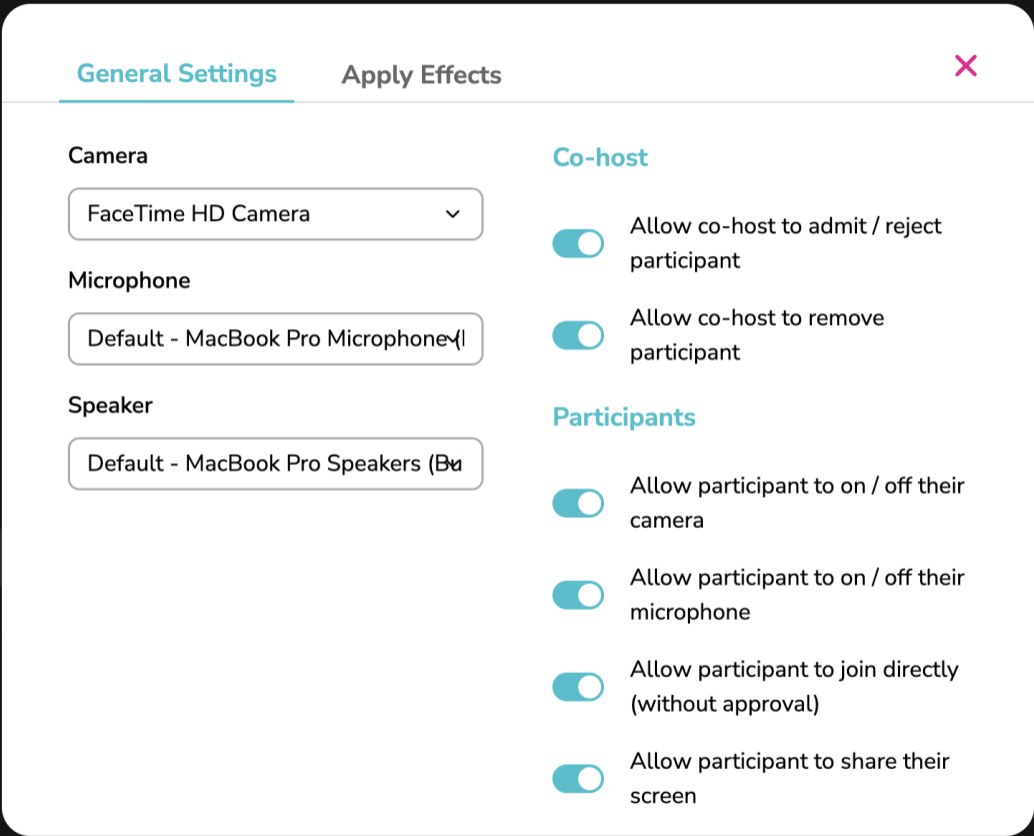 General Settings
Apply Effects
Camera
FaceTime HD Camera
Microphone
Default - MacBook Pro Microphone
Speaker
Default - MacBook Pro Speakers
Co-host
Allow co-host to admit / reject
participant
Allow co-host to remove
participant
Participants
Allow participant to on / off their
camera
Allow participant to on / off their
microphone
Allow participant to join directly
(without approval)
Allow participant to share their
screen